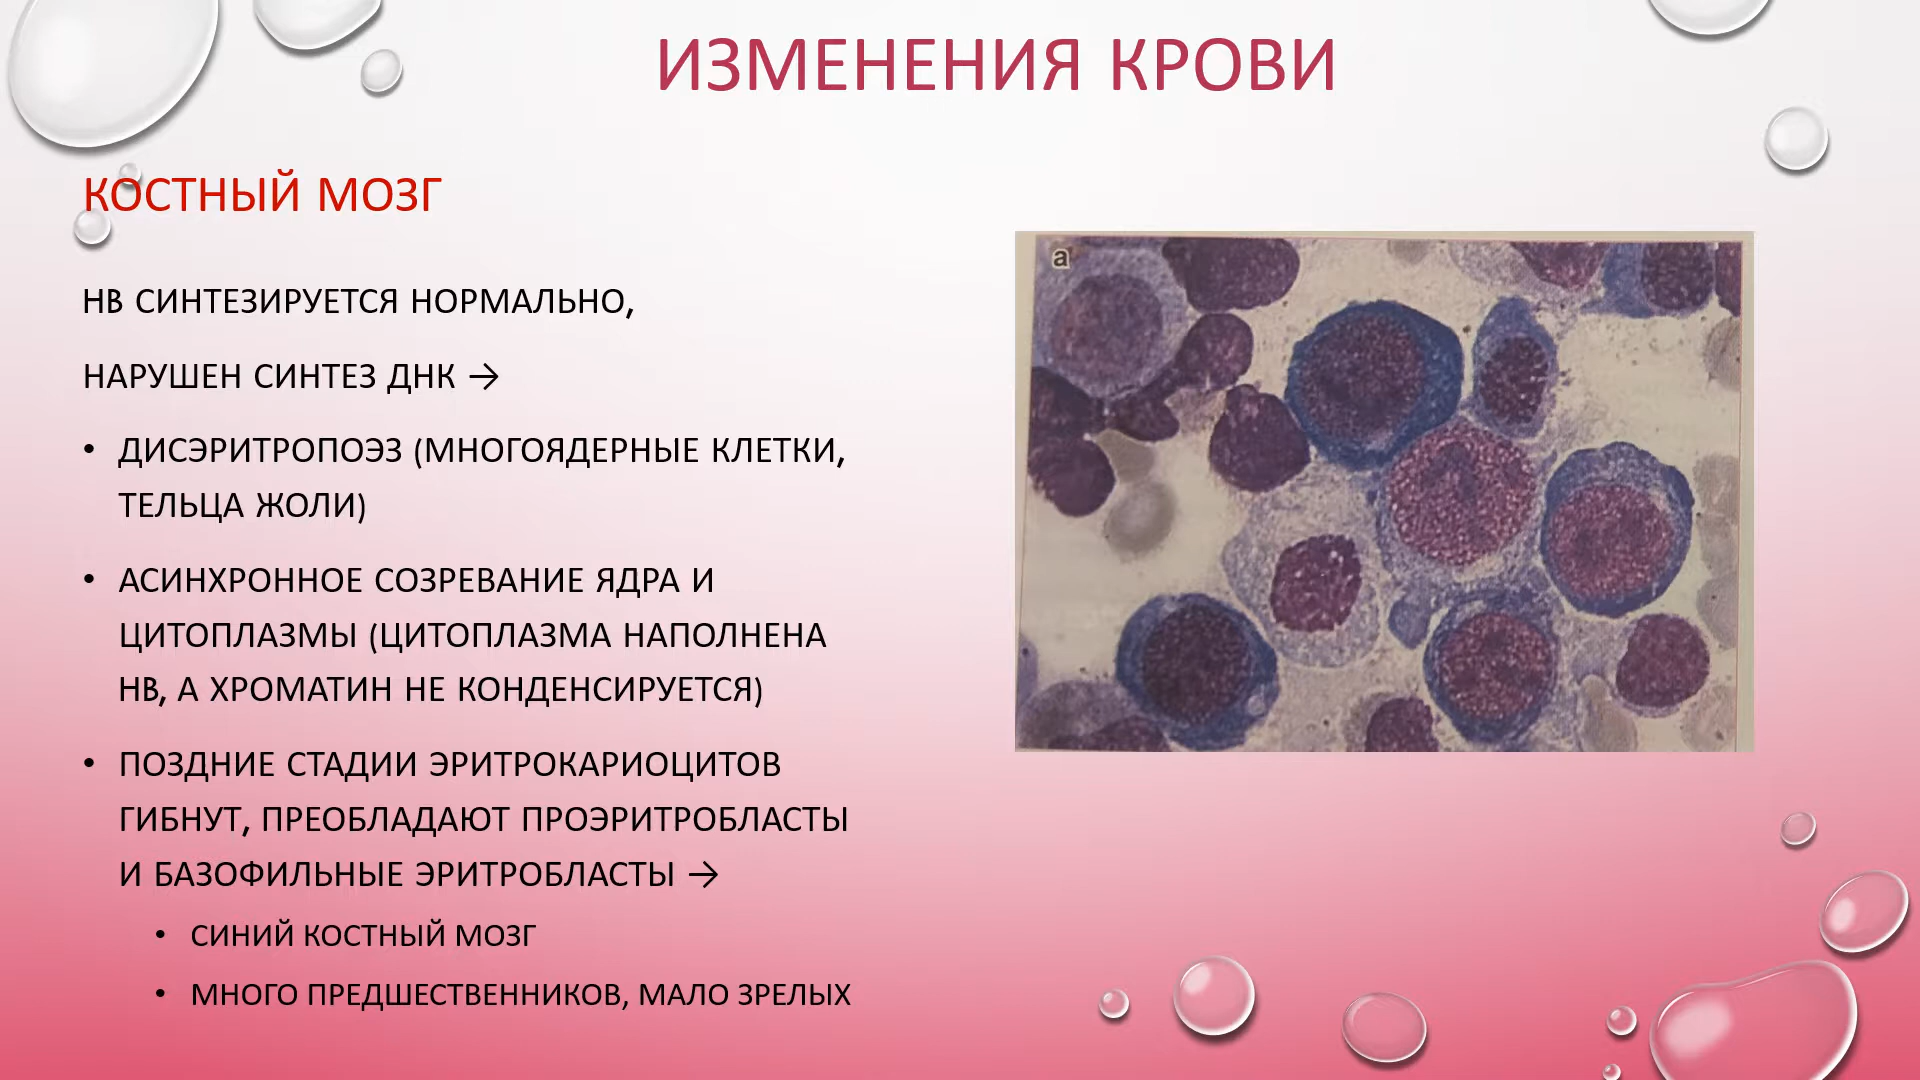 ИЗМЕНЕНИЯ КРОВИ
КОСТНЫЙ МОЗГ
HB СИНТЕЗИРУЕТСЯ НОРМАЛЬНО,
НАРУШЕН СИНТЕЗ ДНК →
• ДИСЭРИТРОПОЭЗ (МНОГОЯДЕРНЫЕ КЛЕТКИ,
ТЕЛЬЦА ЖОЛИ)
• АСИНХРОННОЕ СОЗРЕВАНИЕ ЯДРА И
ЦИТОПЛАЗМЫ (ЦИТОПЛАЗМА НАПОЛНЕНА
HB, А ХРОМАТИН НЕ КОНДЕНСИРУЕТСЯ)
• ПОЗДНИЕ СТАДИИ ЭРИТРОКАРИОЦИТОВ
ГИБНУТ, ПРЕОБЛАДАЮТ ПРОЭРИТРОБЛАСТЫ
И БАЗОФИЛЬНЫЕ ЭРИТРОБЛАСТЫ →
• СИНИЙ КОСТНЫЙ МОЗГ
• МНОГО ПРЕДШЕСТВЕННИКОВ, МАЛО ЗРЕЛЫХ
a